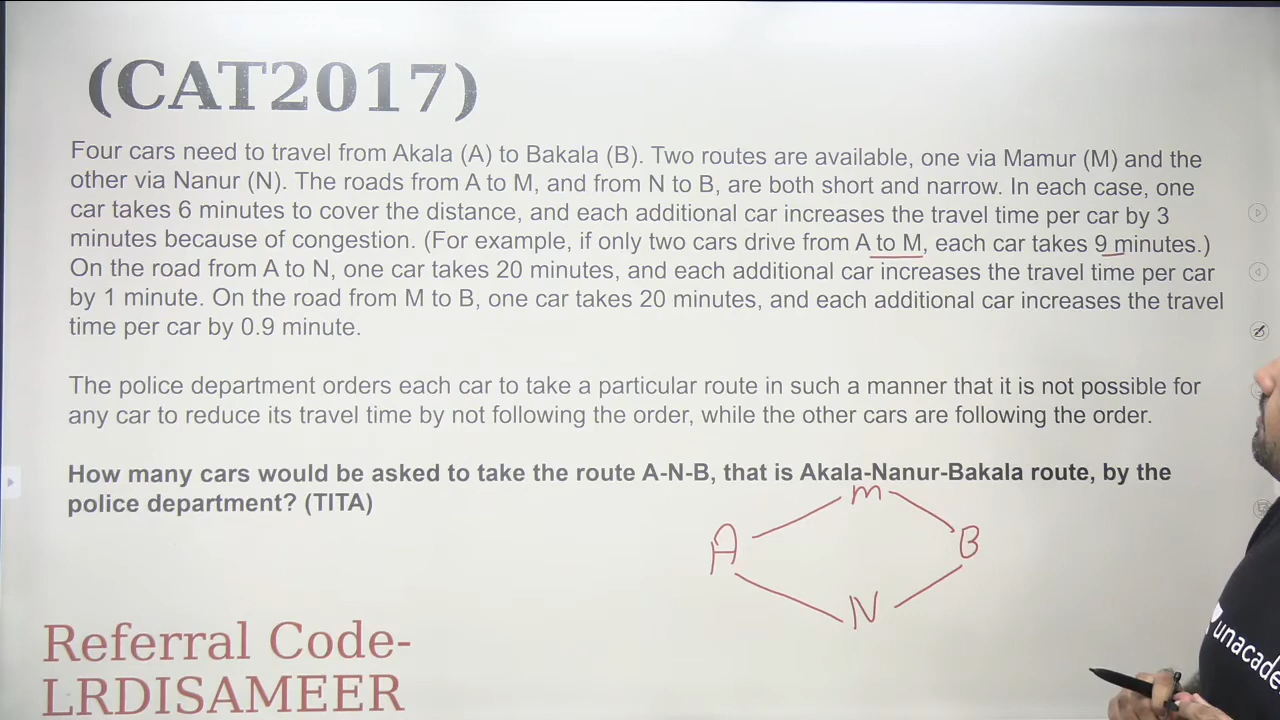 (CAT2017)
Four cars need to travel from Akala (A) to Bakala (B). Two routes are available, one via Mamur (M) and the
other via Nanur (N). The roads from A to M, and from N to B, are both short and narrow. In each case, one
car takes 6 minutes to cover the distance, and each additional car increases the travel time per car by 3
minutes because of congestion. (For example, if only two cars drive from A to M, each car takes 9 minutes.)
On the road from A to N, one car takes 20 minutes, and each additional car increases the travel time per car
by 1 minute. On the road from M to B, one car takes 20 minutes, and each additional car increases the travel
time per car by 0.9 minute.
The police department orders each car to take a particular route in such a manner that it is not possible for
any car to reduce its travel time by not following the order, while the other cars are following the order.
How many cars would be asked to take the route A-N-B, that is Akala-Nanur-Bakala route, by the
police department? (TITA)
M
A
B
N
Referral Code-
LRDISAMEER